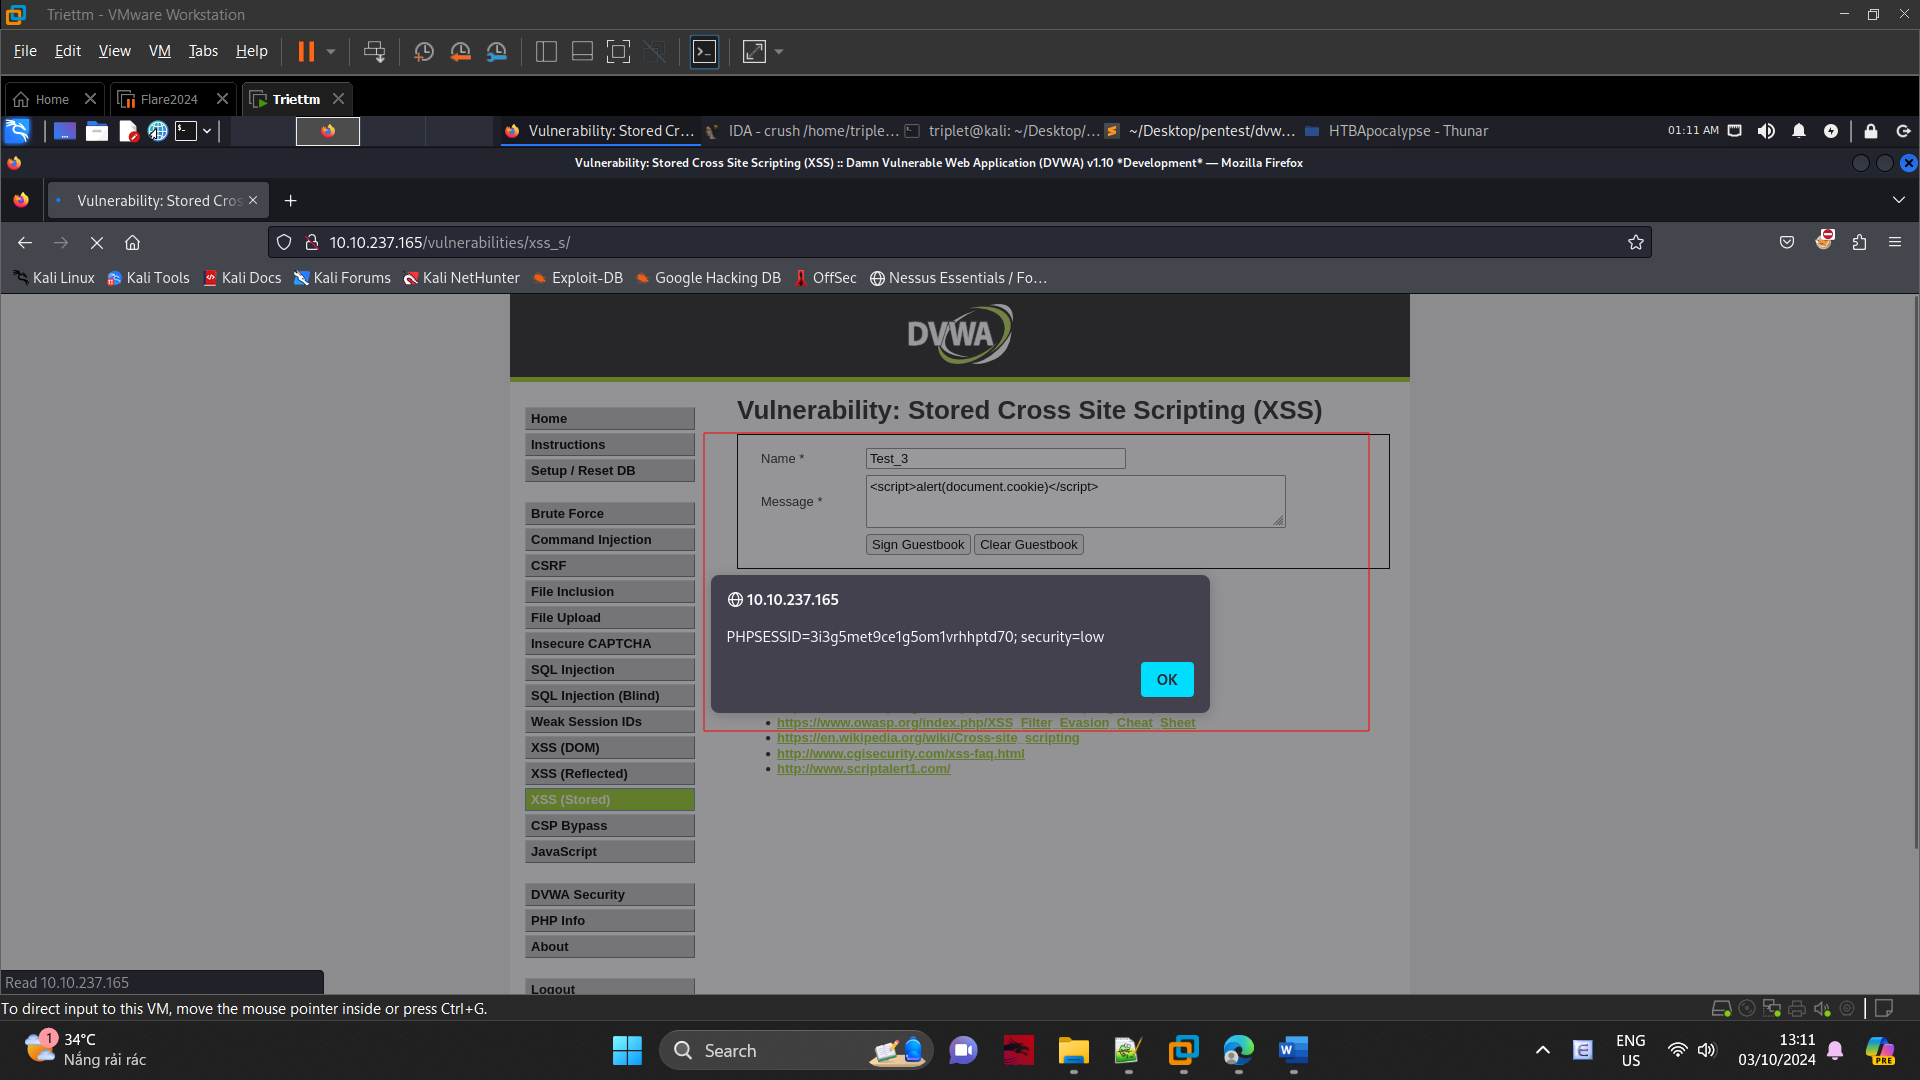 Triettm - VMware Workstation
File Edit View VM Tabs Help
Home Flare2024 Triettm
Vulnerability: Stored Cr... IDA - crush /home/triple... triplet@kali: ~/Desktop/... ~/Desktop/pentest/dvw... HTBApocalypse - Thunar 01:11 AM
Vulnerability: Stored Cross Site Scripting (XSS) :: Damn Vulnerable Web Application (DVWA) v1.10 *Development* — Mozilla Firefox
Vulnerability: Stored Cros
10.10.237.165/vulnerabilities/xss_s/
Kali Linux Kali Tools Kali Docs Kali Forums Kali NetHunter Exploit-DB Google Hacking DB OffSec Nessus Essentials / Fo...
DVWA
Home
Instructions
Setup / Reset DB
Brute Force
Command Injection
CSRF
File Inclusion
File Upload
Insecure CAPTCHA
SQL Injection
SQL Injection (Blind)
Weak Session IDs
XSS (DOM)
XSS (Reflected)
XSS (Stored)
CSP Bypass
JavaScript
DVWA Security
PHP Info
About
Logout
Vulnerability: Stored Cross Site Scripting (XSS)
Name * Test_3
Message * <script>alert(document.cookie)</script>
Sign Guestbook Clear Guestbook
10.10.237.165
PHPSESSID=3i3g5met9ce1g5om1vrhhptd70; security=low
OK
https://www.owasp.org/index.php/XSS_Filter_Evasion_Cheat_Sheet
https://en.wikipedia.org/wiki/Cross-site_scripting
http://www.cgisecurity.com/xss-faq.html
http://www.scriptalert1.com/
Read 10.10.237.165
To direct input to this VM, move the mouse pointer inside or press Ctrl+G.
1 34°C
Nắng rải rác
Search
ENG
US
13:11
03/10/2024
PRE